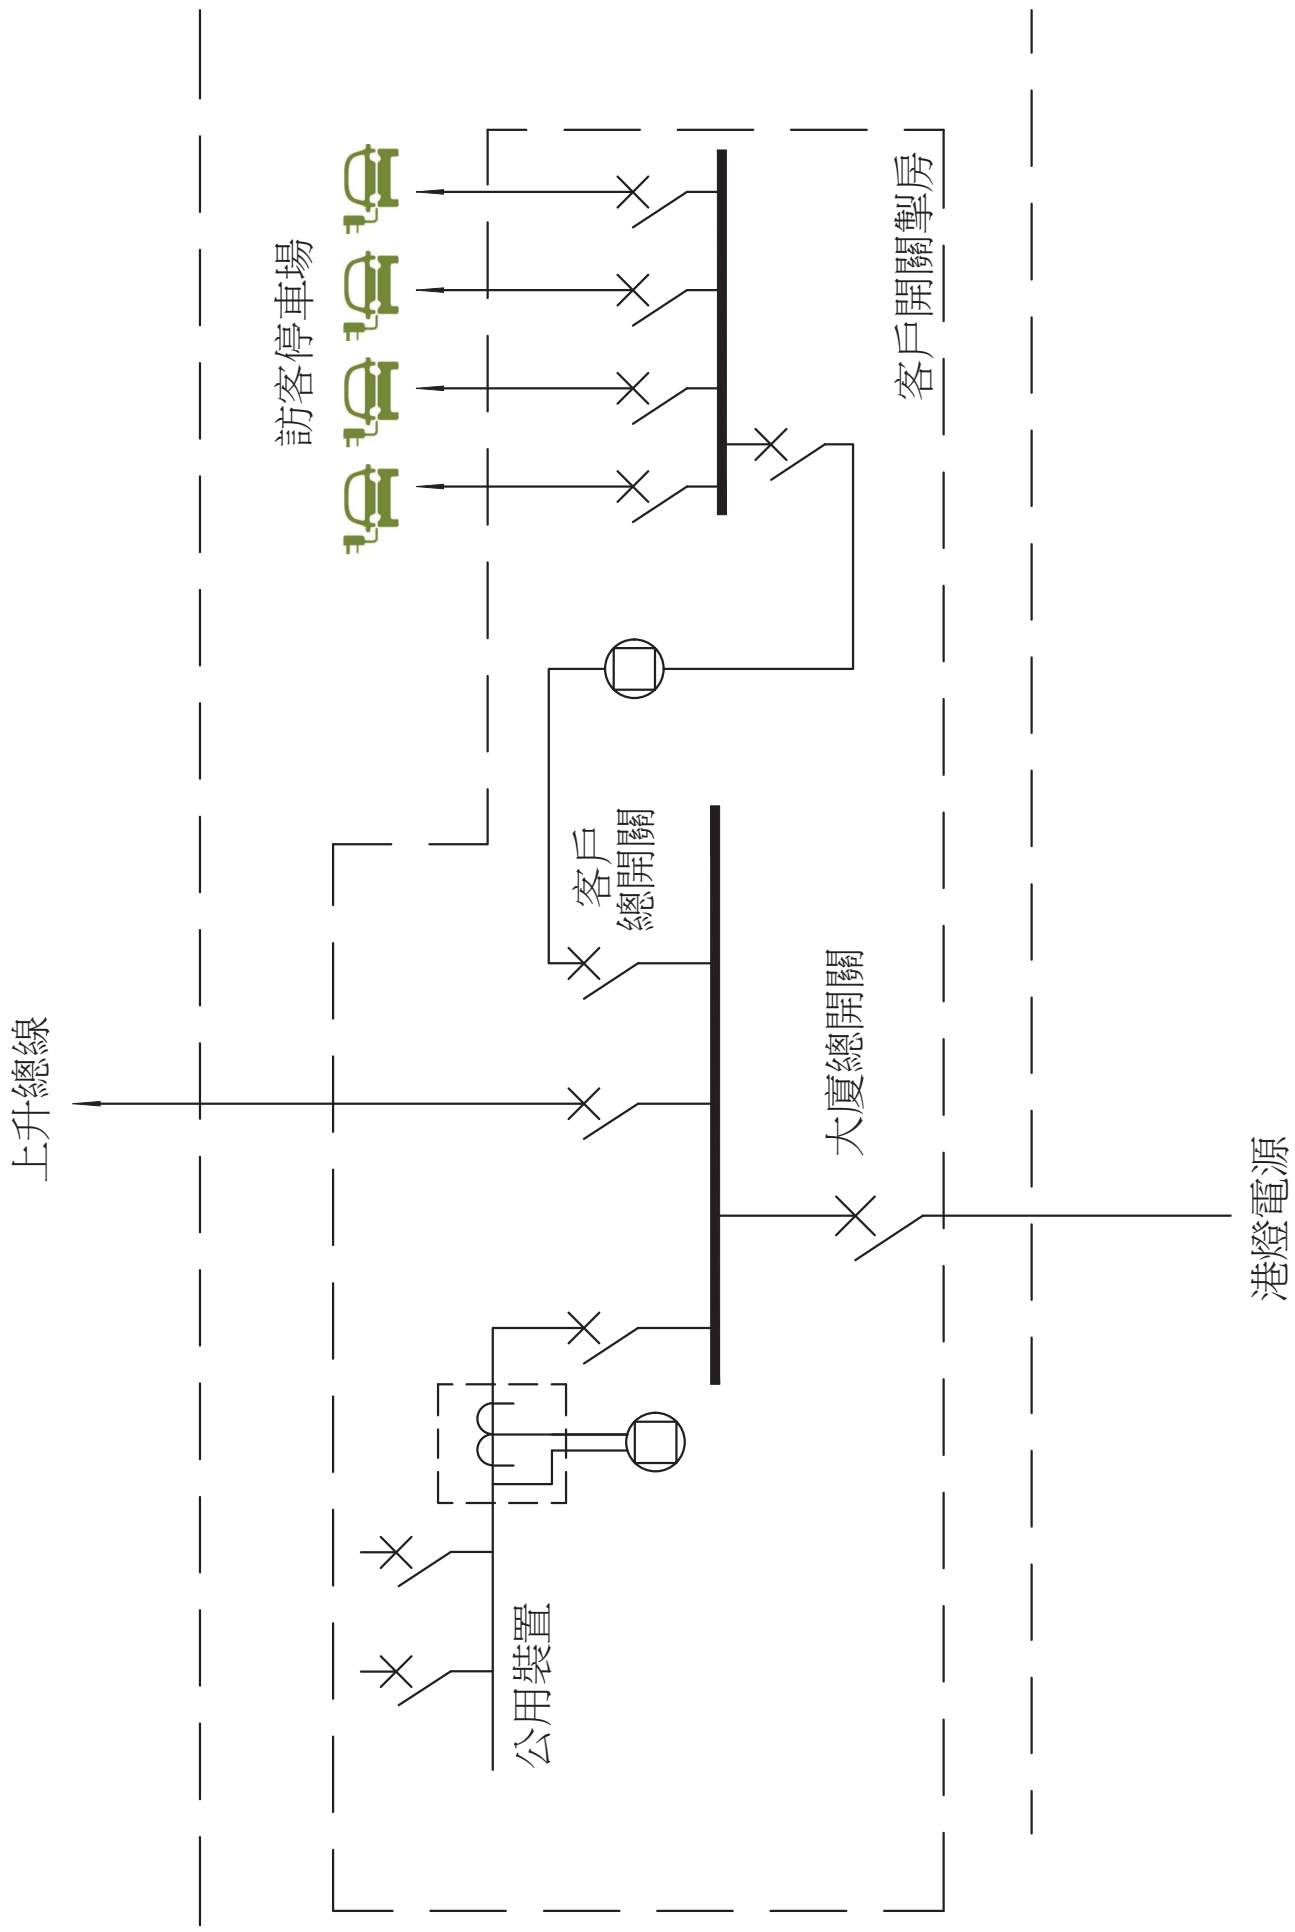 上升總線
訪客停車場
客戶開關掣房
客戶
總開關
大廈總開關
公用裝置
港燈電源